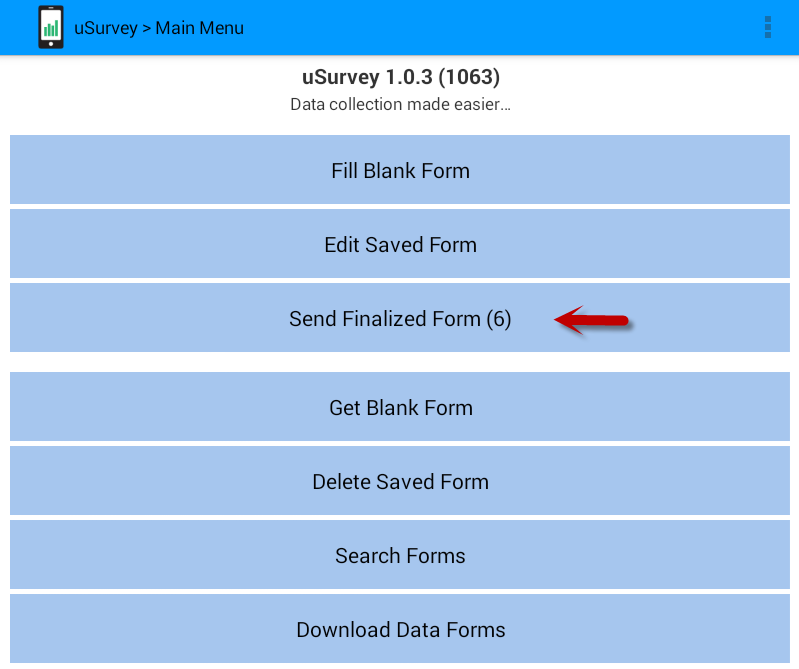 uSurvey > Main Menu
uSurvey 1.0.3 (1063)
Data collection made easier...
Fill Blank Form
Edit Saved Form
Send Finalized Form (6)
Get Blank Form
Delete Saved Form
Search Forms
Download Data Forms